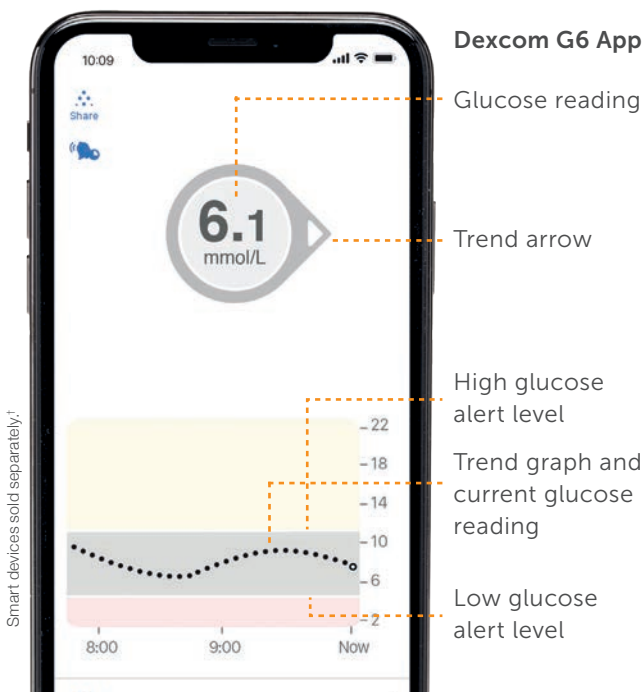 Dexcom G6 App
10:09
Share
Glucose reading
6.1
mmol/L
Trend arrow
High glucose
alert level
Trend graph and
current glucose
reading
Low glucose
alert level
22
18
14
10
6
2
8:00
9:00
Now
Smart devices sold separately.†